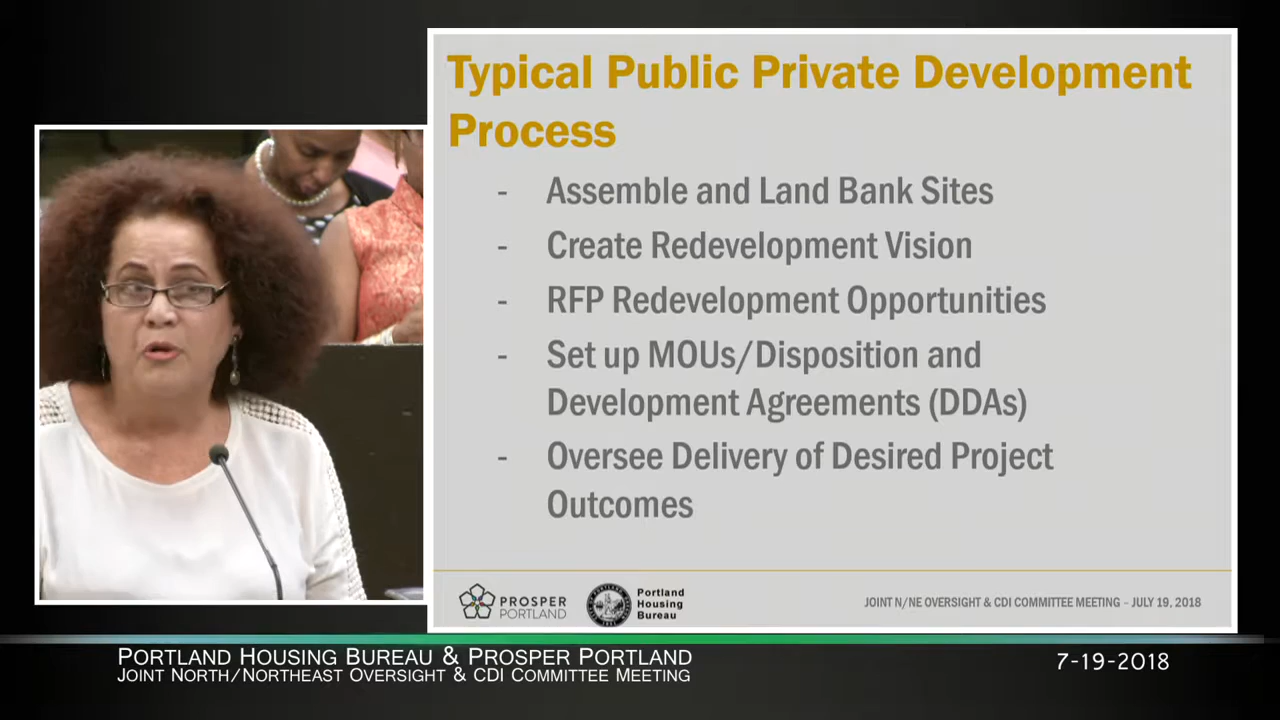 Typical Public Private Development
Process
- Assemble and Land Bank Sites
- Create Redevelopment Vision
- RFP Redevelopment Opportunities
- Set up MOUs/Disposition and
Development Agreements (DDAs)
- Oversee Delivery of Desired Project
Outcomes
PROSPER
PORTLAND
Portland
Housing
Bureau
JOINT N/NE OVERSIGHT & CDI COMMITTEE MEETING – JULY 19, 2018
PORTLAND HOUSING BUREAU & PROSPER PORTLAND
JOINT NORTH/NORTHEAST OVERSIGHT & CDI COMMITTEE MEETING
7-19-2018